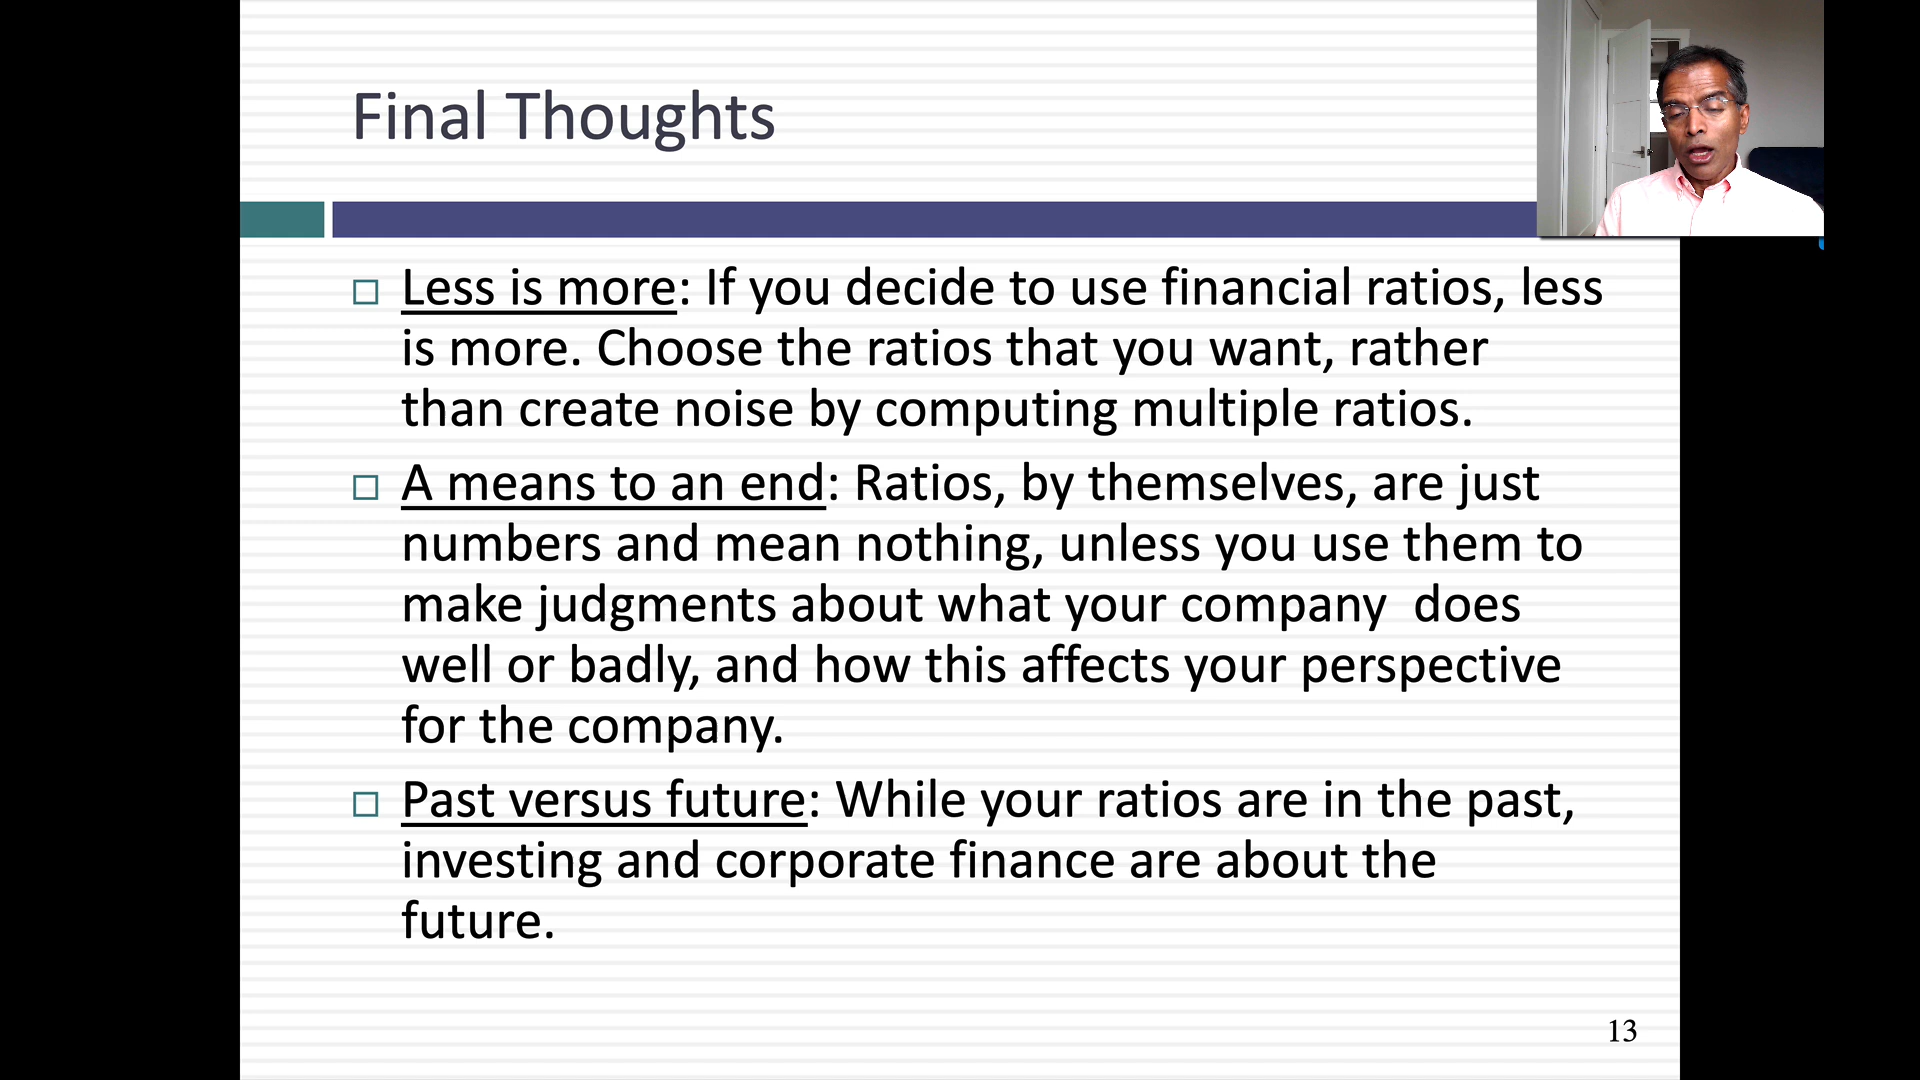 Final Thoughts
Less is more: If you decide to use financial ratios, less
is more. Choose the ratios that you want, rather
than create noise by computing multiple ratios.
A means to an end: Ratios, by themselves, are just
numbers and mean nothing, unless you use them to
make judgments about what your company  does
well or badly, and how this affects your perspective
for the company.
Past versus future: While your ratios are in the past,
investing and corporate finance are about the
future.
13